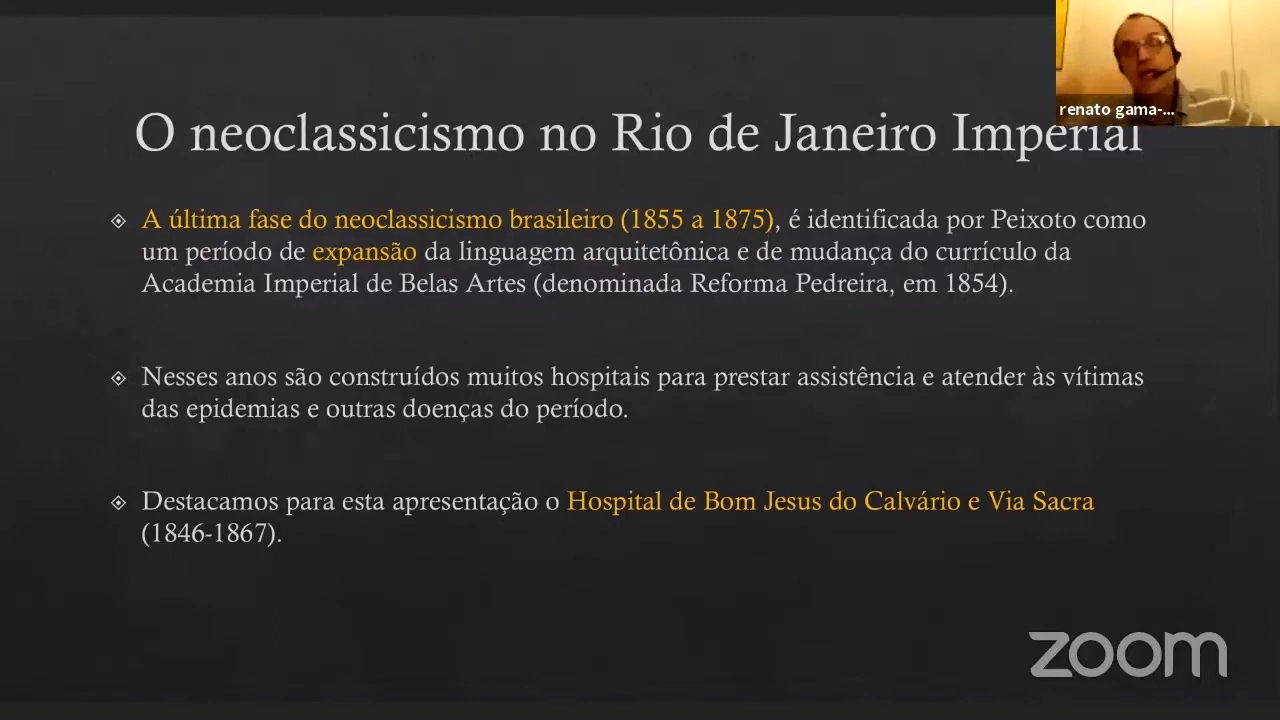 renato gama-...
O neoclassicismo no Rio de Janeiro Imperial
A última fase do neoclassicismo brasileiro (1855 a 1875), é identificada por Peixoto como
um período de expansão da linguagem arquitetônica e de mudança do currículo da
Academia Imperial de Belas Artes (denominada Reforma Pedreira, em 1854).
Nesses anos são construídos muitos hospitais para prestar assistência e atender às vítimas
das epidemias e outras doenças do período.
Destacamos para esta apresentação o Hospital de Bom Jesus do Calvário e Via Sacra
(1846-1867).
zoom